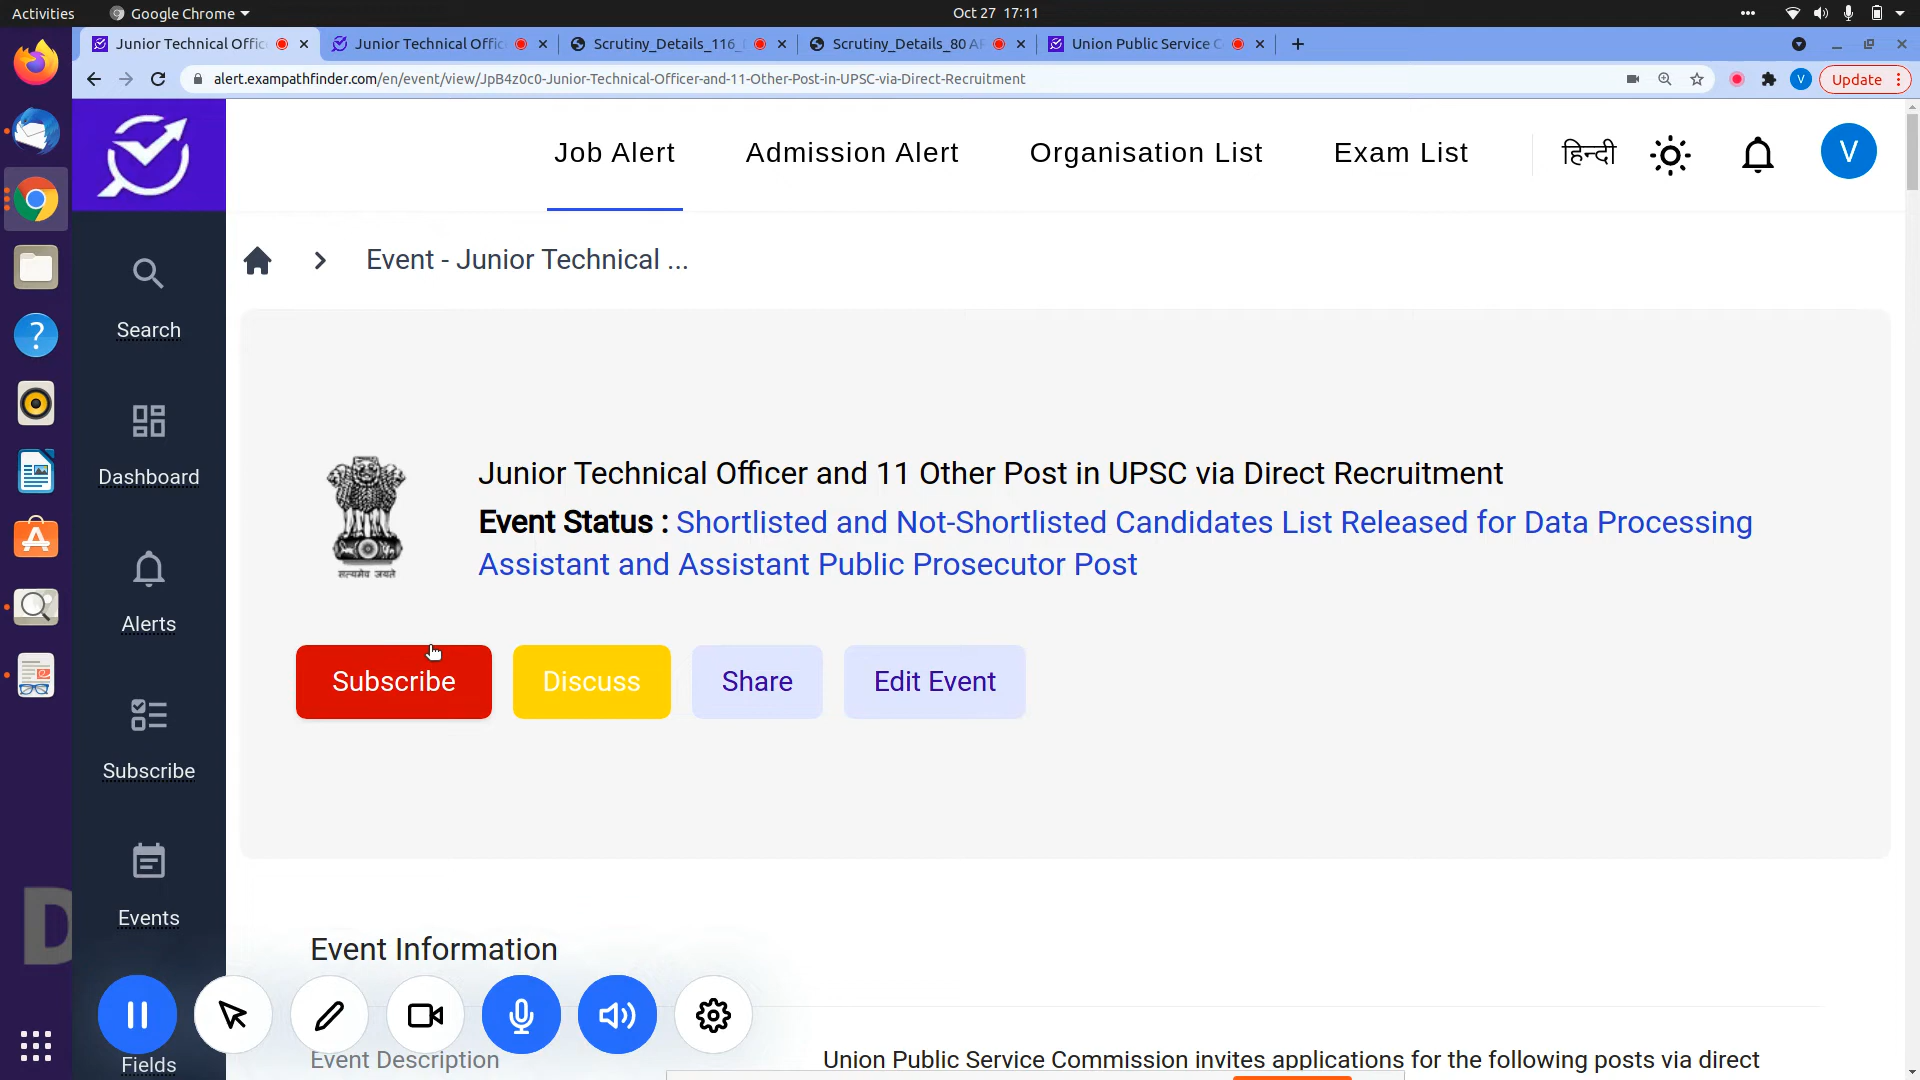 Activities
Google Chrome
Oct 27 17:11
Junior Technical Offic
Junior Technical Offic
Scrutiny_Details_116_
Scrutiny_Details_80 A
Union Public Service C
alert.exampathfinder.com/en/event/view/JpB4z0c0-Junior-Technical-Officer-and-11-Other-Post-in-UPSC-via-Direct-Recruitment
V
Update
Job Alert
Admission Alert
Organisation List
Exam List
हिन्दी
V
Search
Dashboard
Alerts
Subscribe
Events
Fields
Event - Junior Technical ...
सत्यमेव जयते
Junior Technical Officer and 11 Other Post in UPSC via Direct Recruitment
Event Status : Shortlisted and Not-Shortlisted Candidates List Released for Data Processing
Assistant and Assistant Public Prosecutor Post
Subscribe
Discuss
Share
Edit Event
Event Information
Event Description
Union Public Service Commission invites applications for the following posts via direct